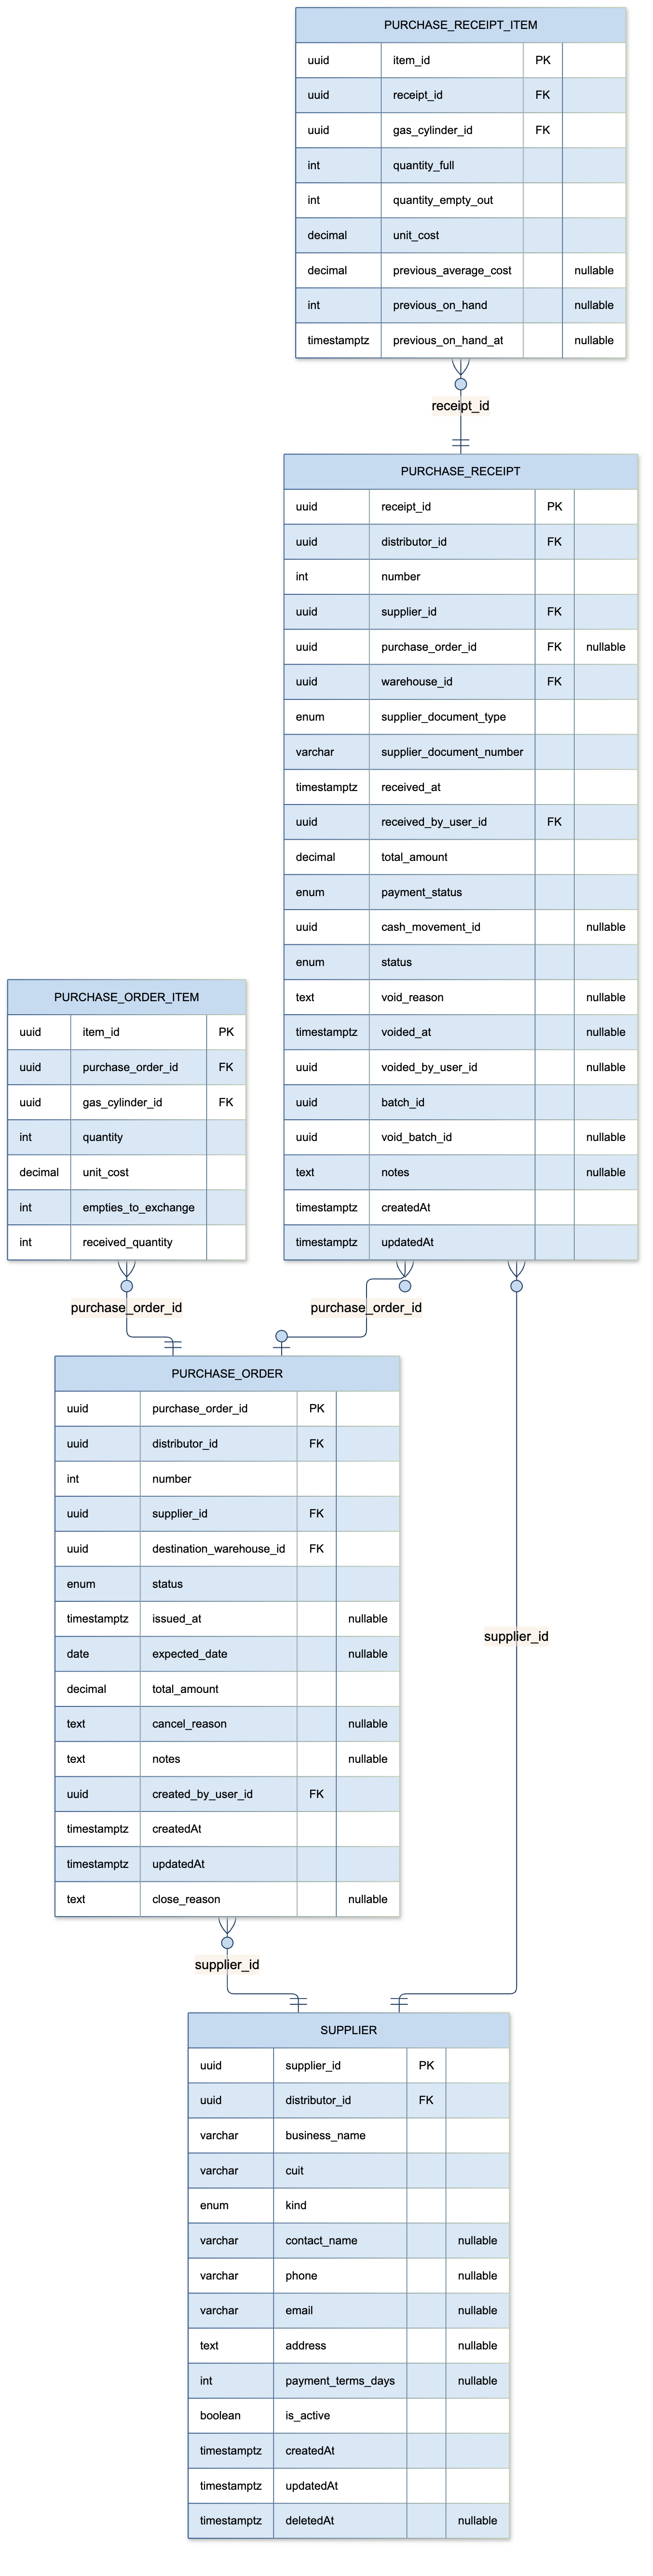 PURCHASE_RECEIPT_ITEM
uuid item_id PK
uuid receipt_id FK
uuid gas_cylinder_id FK
int quantity_full
int quantity_empty_out
decimal unit_cost
decimal previous_average_cost nullable
int previous_on_hand nullable
timestamptz previous_on_hand_at nullable
receipt_id
PURCHASE_RECEIPT
uuid receipt_id PK
uuid distributor_id FK
int number
uuid supplier_id FK
uuid purchase_order_id FK nullable
uuid warehouse_id FK
enum supplier_document_type
varchar supplier_document_number
timestamptz received_at
uuid received_by_user_id FK
decimal total_amount
enum payment_status
uuid cash_movement_id nullable
enum status
text void_reason nullable
timestamptz voided_at nullable
uuid voided_by_user_id nullable
uuid batch_id
uuid void_batch_id nullable
text notes nullable
timestamptz createdAt
timestamptz updatedAt
PURCHASE_ORDER_ITEM
uuid item_id PK
uuid purchase_order_id FK
uuid gas_cylinder_id FK
int quantity
decimal unit_cost
int empties_to_exchange
int received_quantity
purchase_order_id
purchase_order_id
PURCHASE_ORDER
uuid purchase_order_id PK
uuid distributor_id FK
int number
uuid supplier_id FK
uuid destination_warehouse_id FK
enum status
timestamptz issued_at nullable
date expected_date nullable
decimal total_amount
text cancel_reason nullable
text notes nullable
uuid created_by_user_id FK
timestamptz createdAt
timestamptz updatedAt
text close_reason nullable
supplier_id
supplier_id
SUPPLIER
uuid supplier_id PK
uuid distributor_id FK
varchar business_name
varchar cuit
enum kind
varchar contact_name nullable
varchar phone nullable
varchar email nullable
text address nullable
int payment_terms_days nullable
boolean is_active
timestamptz createdAt
timestamptz updatedAt
timestamptz deletedAt nullable